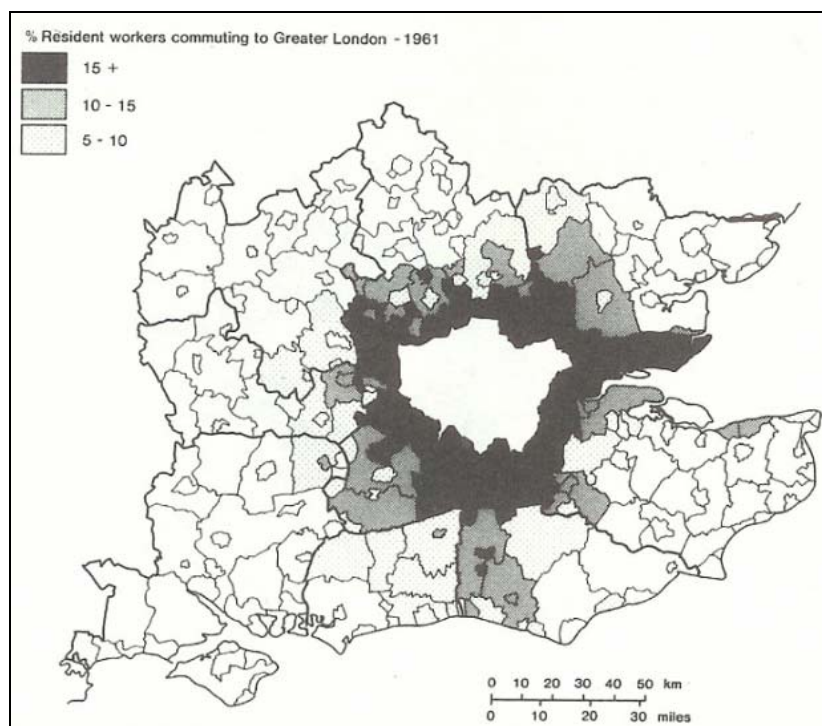 % Resident workers commuting to Greater London - 1961
15 +
10 - 15
5 - 10
0 10 20 30 40 50 km
0 10 20 30 miles